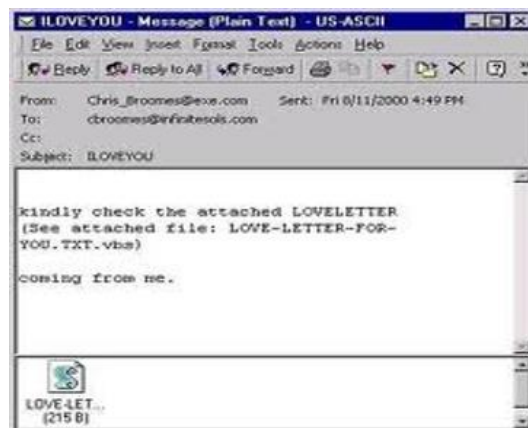 ILOVEYOU - Message (Plain Text) - US-ASCII
File Edit View Insert Format Tools Actions Help
Reply Reply to All Forward
From: Chris_Broomes@exe.com Sent: Fri 8/11/2000 4:49 PM
To: cbroomes@infinitesols.com
Cc:
Subject: ILOVEYOU
kindly check the attached LOVELETTER
(See attached file: LOVE-LETTER-FOR-
YOU.TXT.vbs)
coming from me.
LOVE-LET...
(215 B)